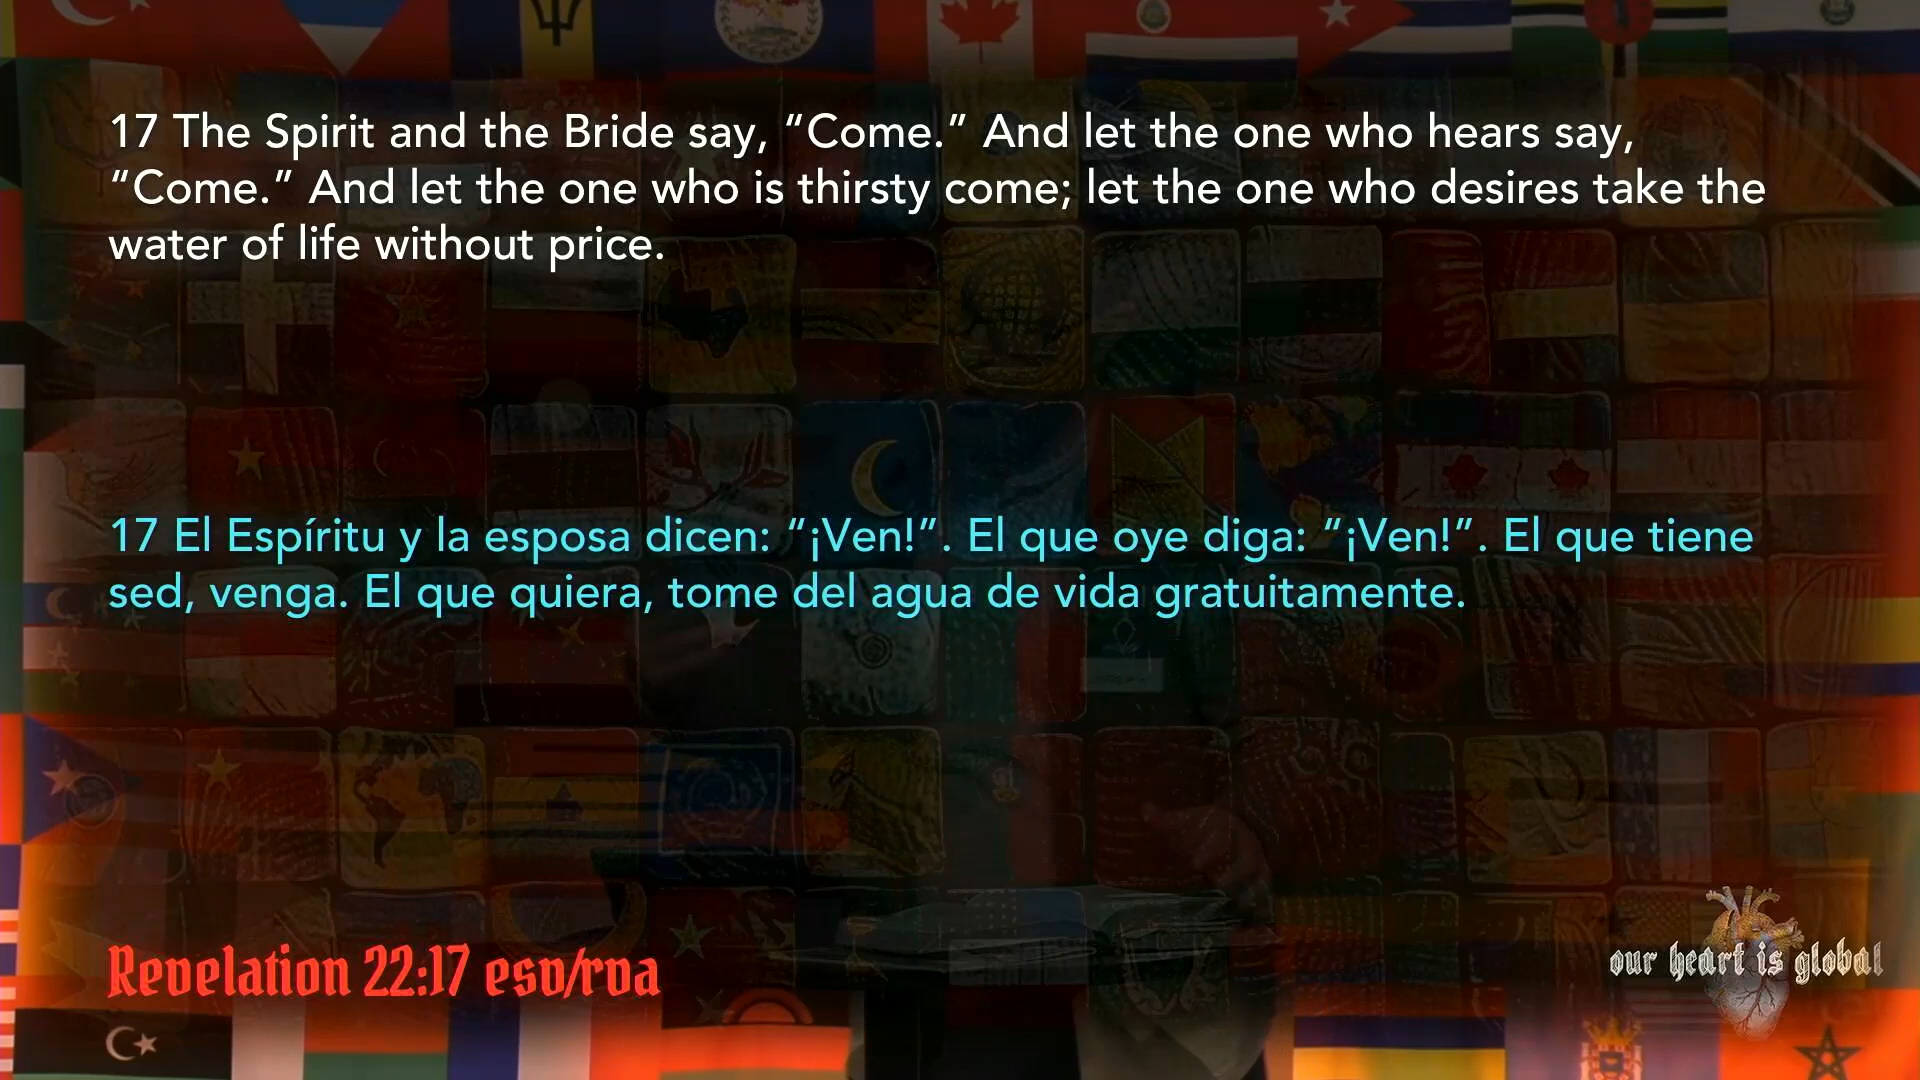 17 The Spirit and the Bride say, “Come.” And let the one who hears say,
“Come.” And let the one who is thirsty come; let the one who desires take the
water of life without price.
17 El Espíritu y la esposa dicen: “¡Ven!”. El que oye diga: “¡Ven!”. El que tiene
sed, venga. El que quiera, tome del agua de vida gratuitamente.
Revelation 22:17 esv/rva
our heart is global